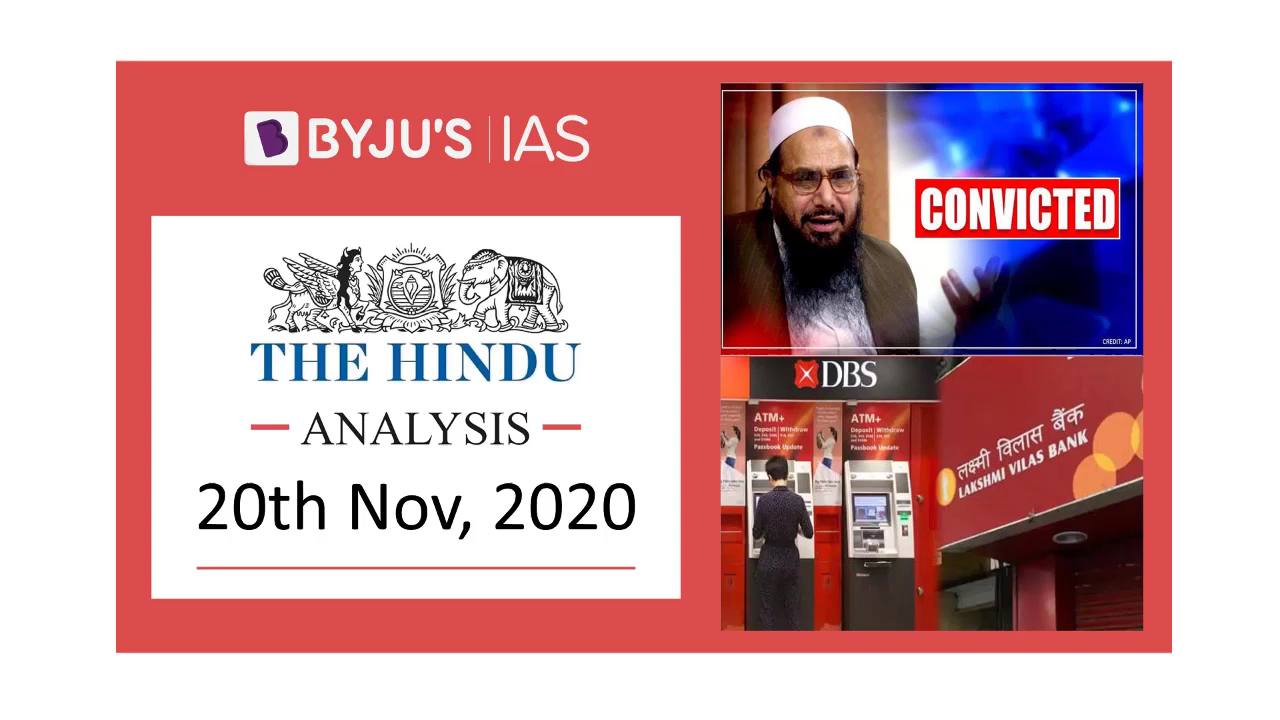 BYJU'S IAS
THE HINDU
ANALYSIS
20th Nov, 2020
CONVICTED
CREDIT: AP
DBS
ATM+
Deposit | Withdraw
Passbook Update
ATM+
Deposit | Withdraw
Passbook Update
लक्ष्मी विलास बैंक
LAKSHMI VILAS BANK